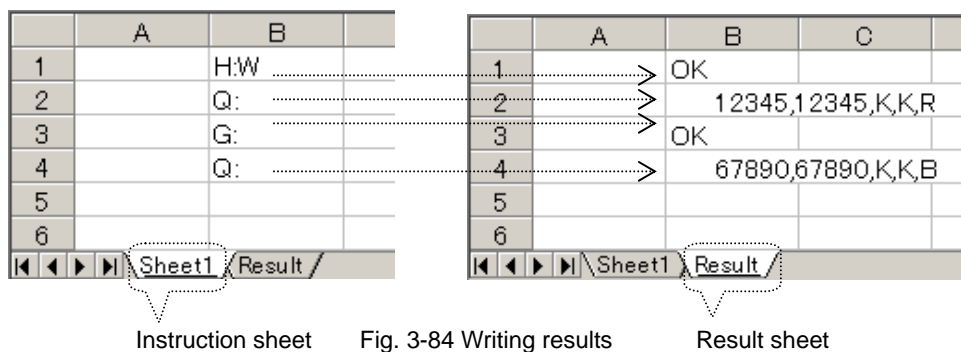 A B
1 H:W
2 Q:
3 G:
4 Q:
5
6
Sheet1 Result
A B C
1 OK
2 12345,12345,K,K,R
3 OK
4 67890,67890,K,K,B
5
6
Sheet1 Result
Instruction sheet Fig. 3-84 Writing results Result sheet